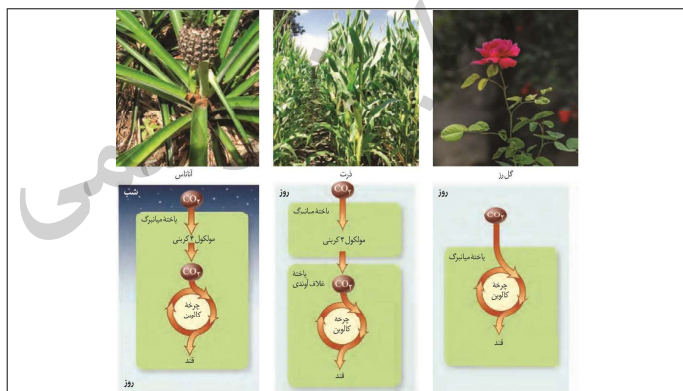 گل رز
ذرت
آناناس
روز
CO۲
یاختهٔ میانبرگ
چرخهٔ
کالوین
قند
روز
CO۲
یاختهٔ میانبرگ
مولکول ۴ کربنی
یاختهٔ
غلاف آوندی
CO۲
چرخهٔ
کالوین
قند
شب
CO۲
یاختهٔ میانبرگ
مولکول ۴ کربنی
CO۲
چرخهٔ
کالوین
قند
روز